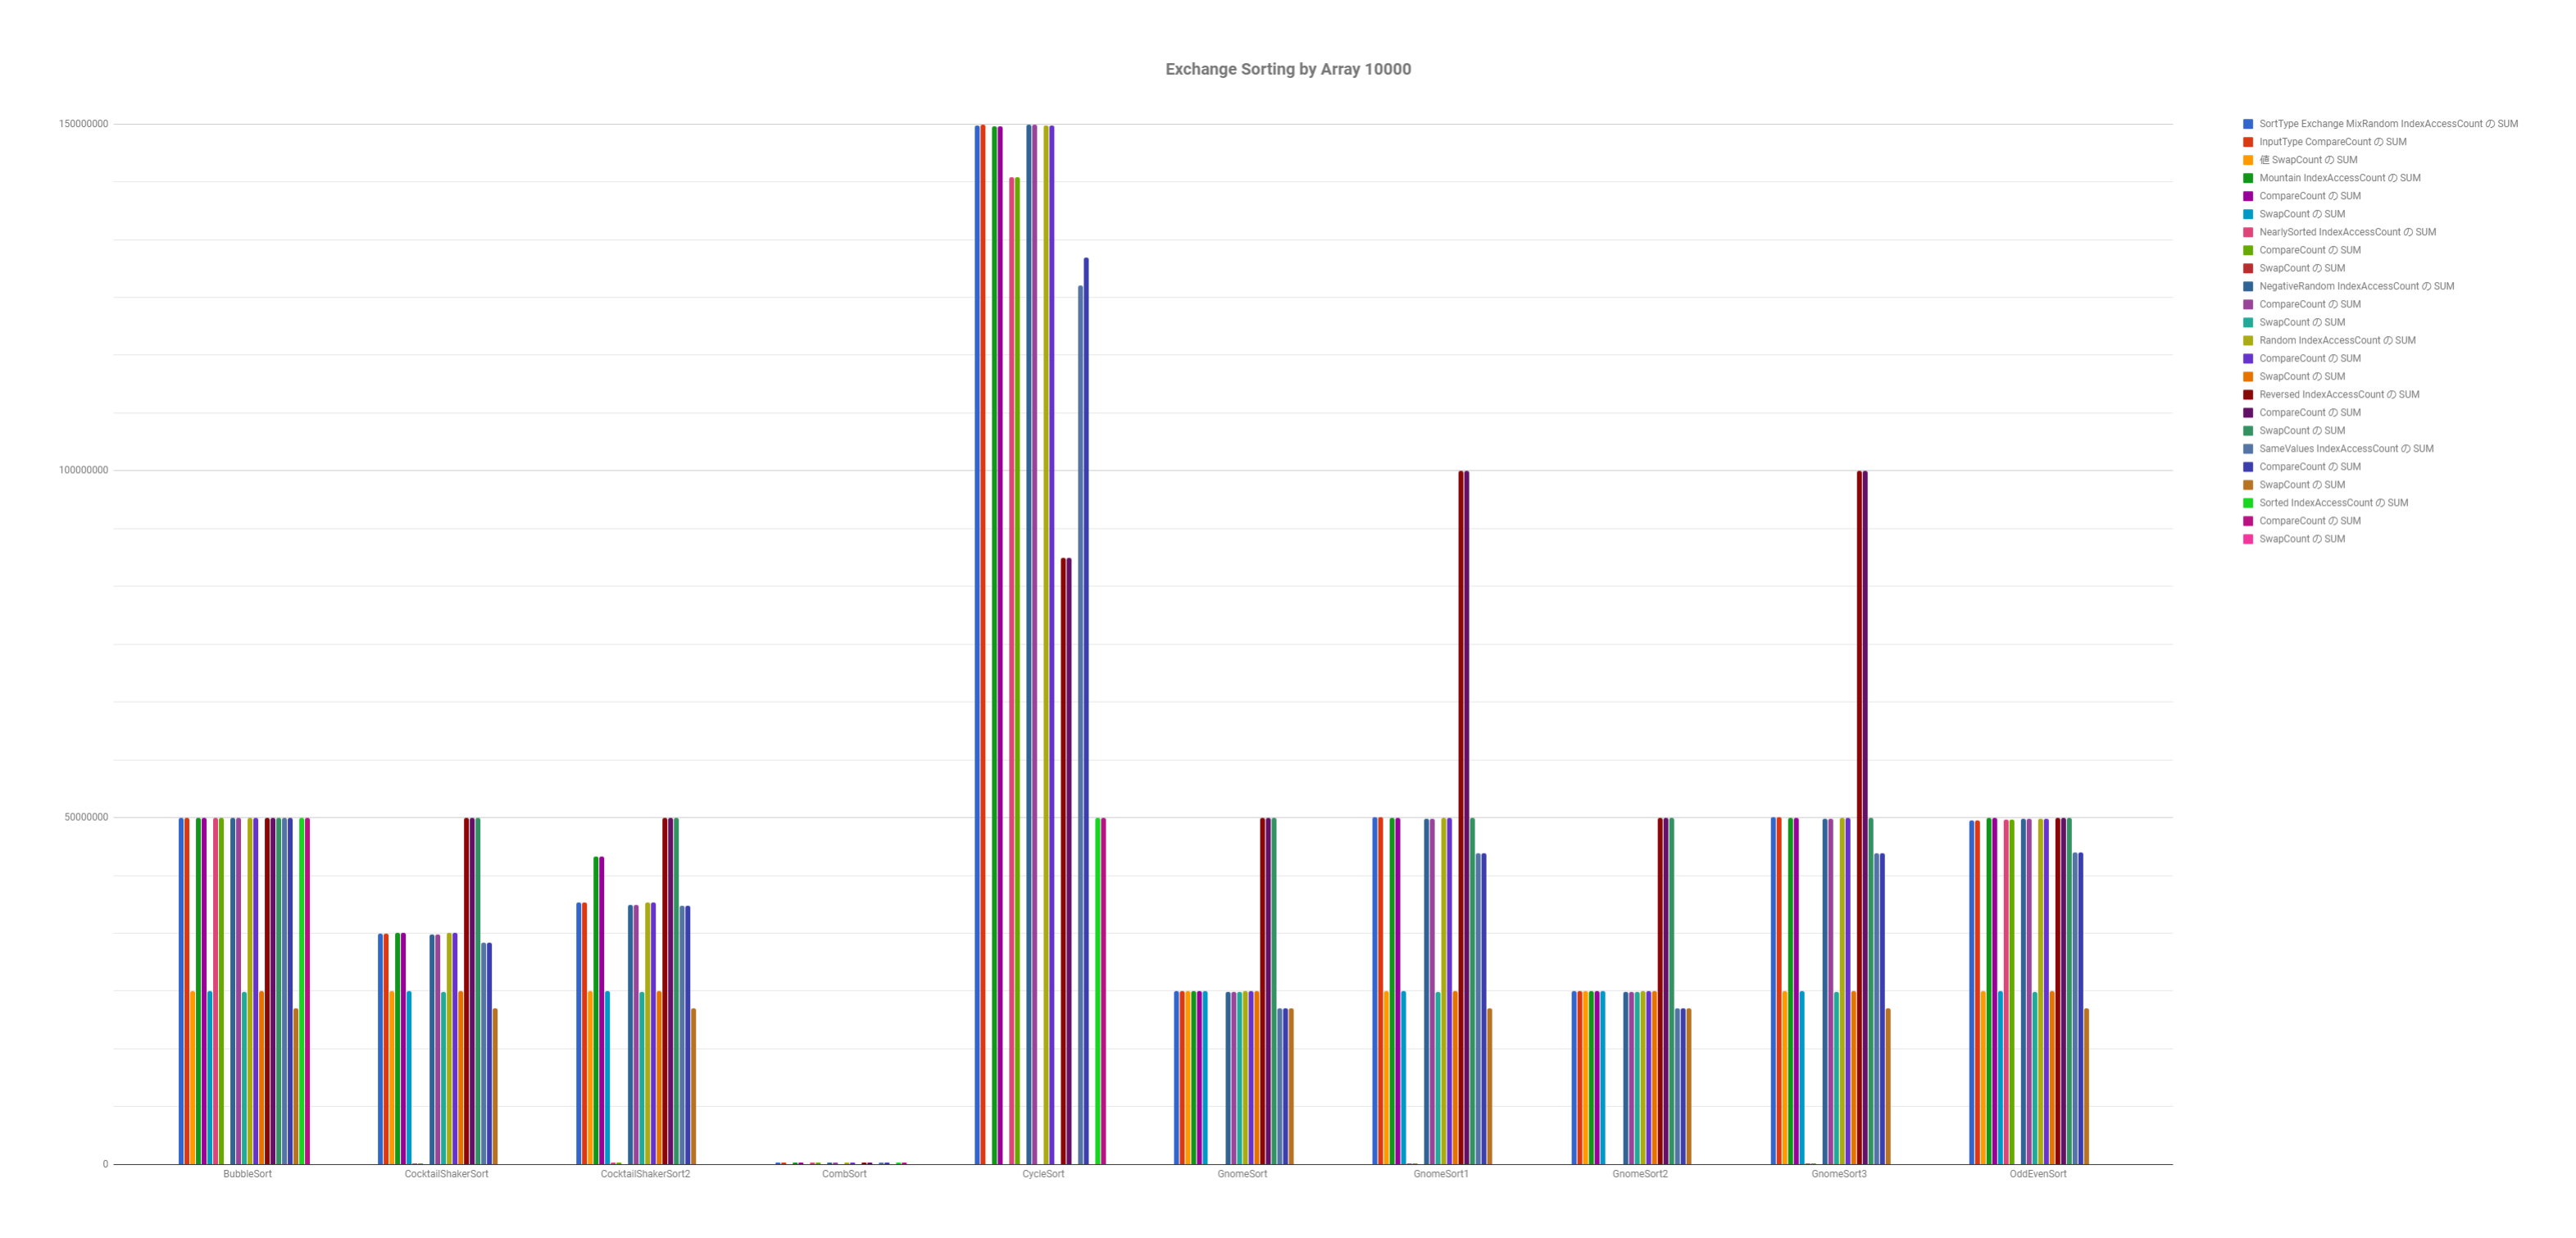 Exchange Sorting by Array 10000
150000000
100000000
50000000
0
BubbleSort
CocktailShakerSort
CocktailShakerSort2
CombSort
CycleSort
GnomeSort
GnomeSort1
GnomeSort2
GnomeSort3
OddEvenSort
SortType Exchange MixRandom IndexAccessCount の SUM
InputType CompareCount の SUM
値 SwapCount の SUM
Mountain IndexAccessCount の SUM
CompareCount の SUM
SwapCount の SUM
NearlySorted IndexAccessCount の SUM
CompareCount の SUM
SwapCount の SUM
NegativeRandom IndexAccessCount の SUM
CompareCount の SUM
SwapCount の SUM
Random IndexAccessCount の SUM
CompareCount の SUM
SwapCount の SUM
Reversed IndexAccessCount の SUM
CompareCount の SUM
SwapCount の SUM
SameValues IndexAccessCount の SUM
CompareCount の SUM
SwapCount の SUM
Sorted IndexAccessCount の SUM
CompareCount の SUM
SwapCount の SUM